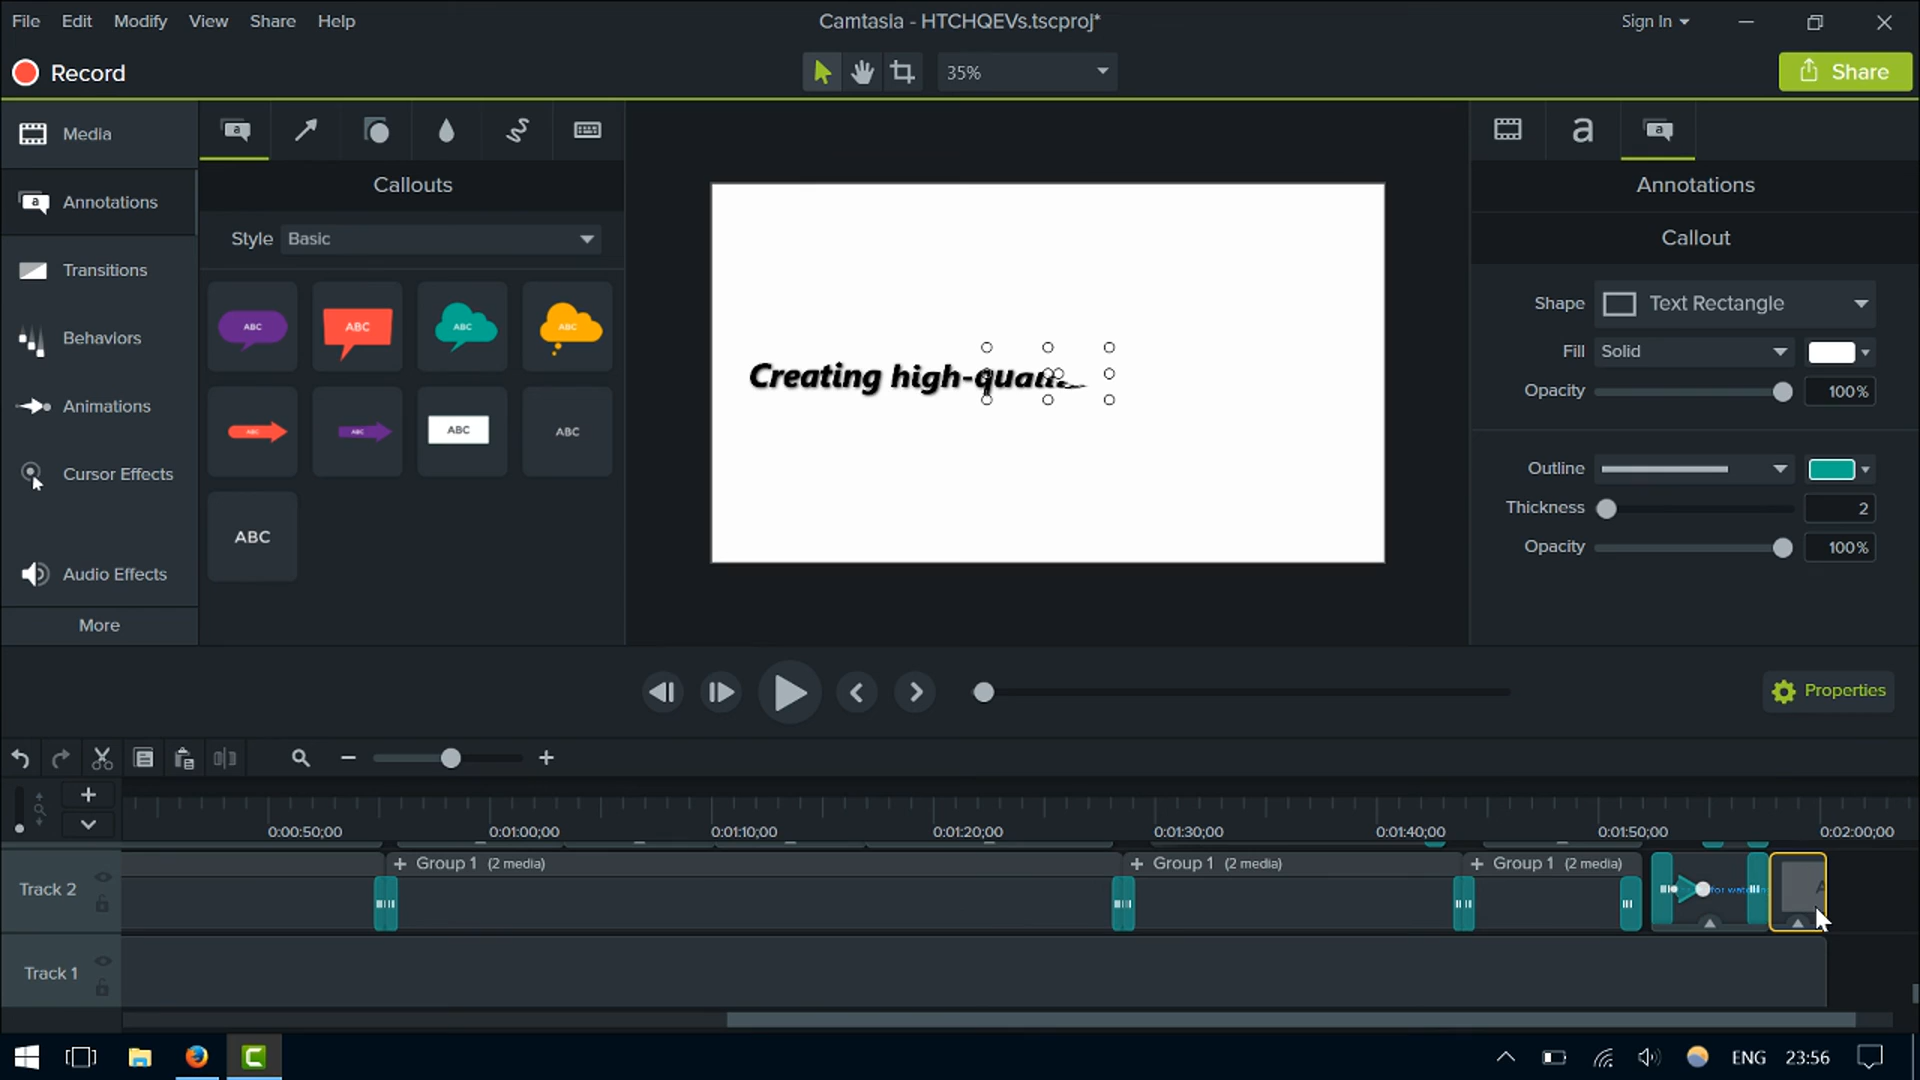 File Edit Modify View Share Help
Camtasia - HTCHQEVs.tscproj*
Sign In
Record
35%
Share
Media
Annotations
Transitions
Behaviors
Animations
Cursor Effects
Audio Effects
More
Callouts
Style Basic
ABC ABC ABC ABC
ABC ABC ABC ABC
ABC
Creating high-qua
Annotations
Callout
Shape Text Rectangle
Fill Solid
Opacity 100%
Outline
Thickness 2
Opacity 100%
Properties
0:00:50;00 0:01:00;00 0:01:10;00 0:01:20;00 0:01:30;00 0:01:40;00 0:01:50;00 0:02:00;00
Track 2
+ Group 1 (2 media) + Group 1 (2 media) + Group 1 (2 media)
for wat
Track 1
ENG 23:56